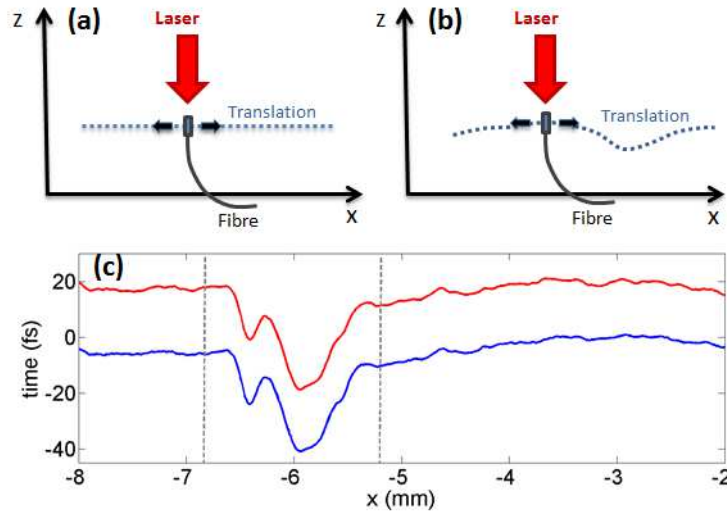 (a)
Z
Laser
Translation
Fibre
X
(b)
Z
Laser
Translation
Fibre
X
(c)
time (fs)
20
0
-20
-40
-8
-7
-6
-5
-4
-3
-2
x (mm)